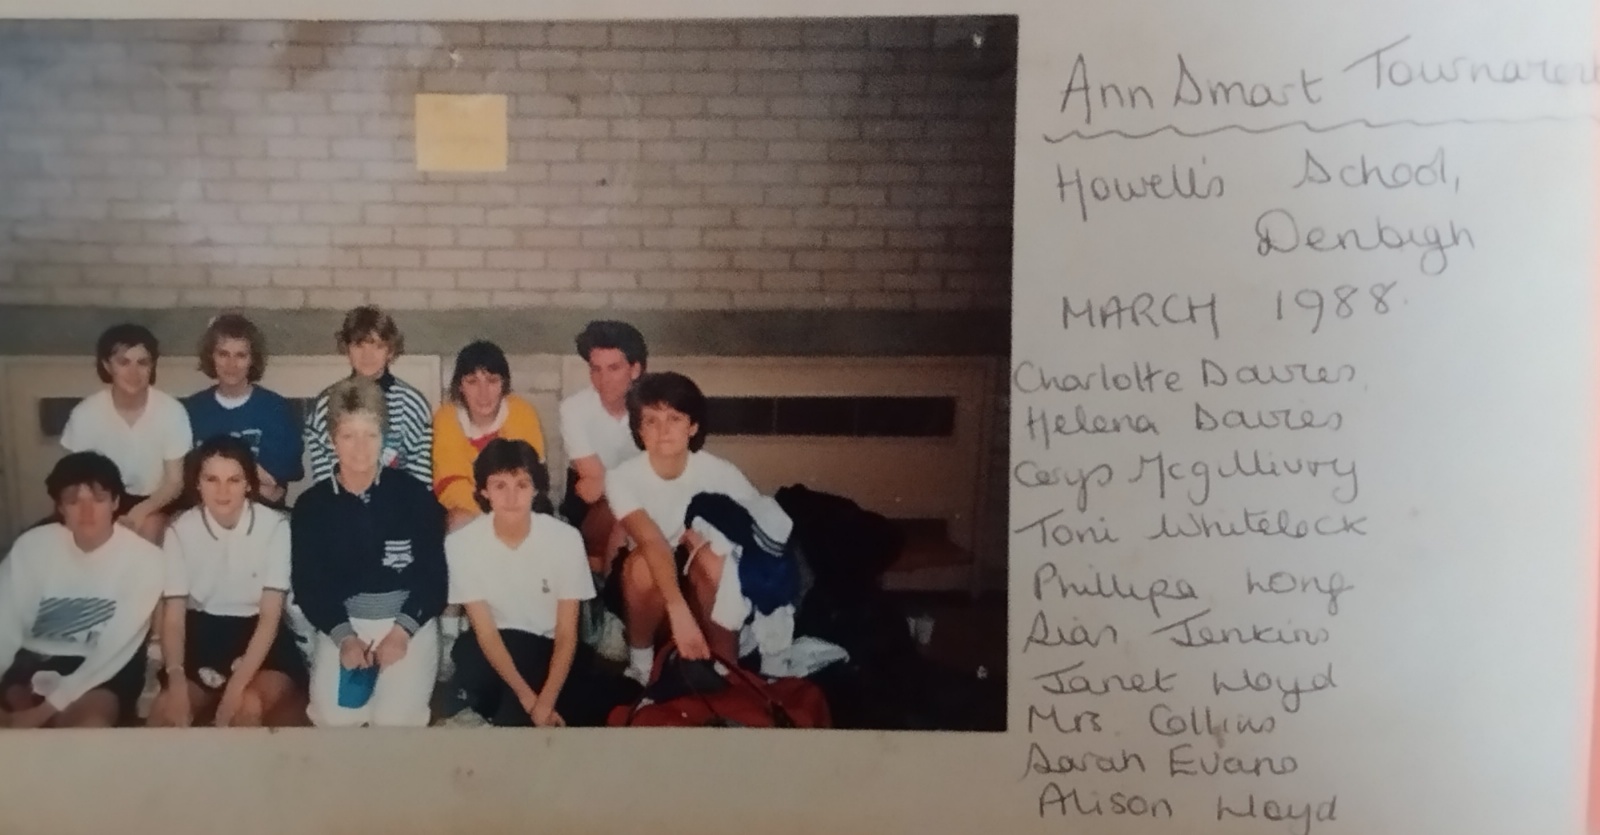 Ann Smart Tournament
Howell's School,
Denbigh
MARCH 1988.
Charlotte Davies,
Helena Davies
Cerys Mcgillivry
Toni Whitelock
Phillipa Long
Sian Jenkins
Janet Lloyd
Mrs Collins
Sarah Evans
Alison Lloyd